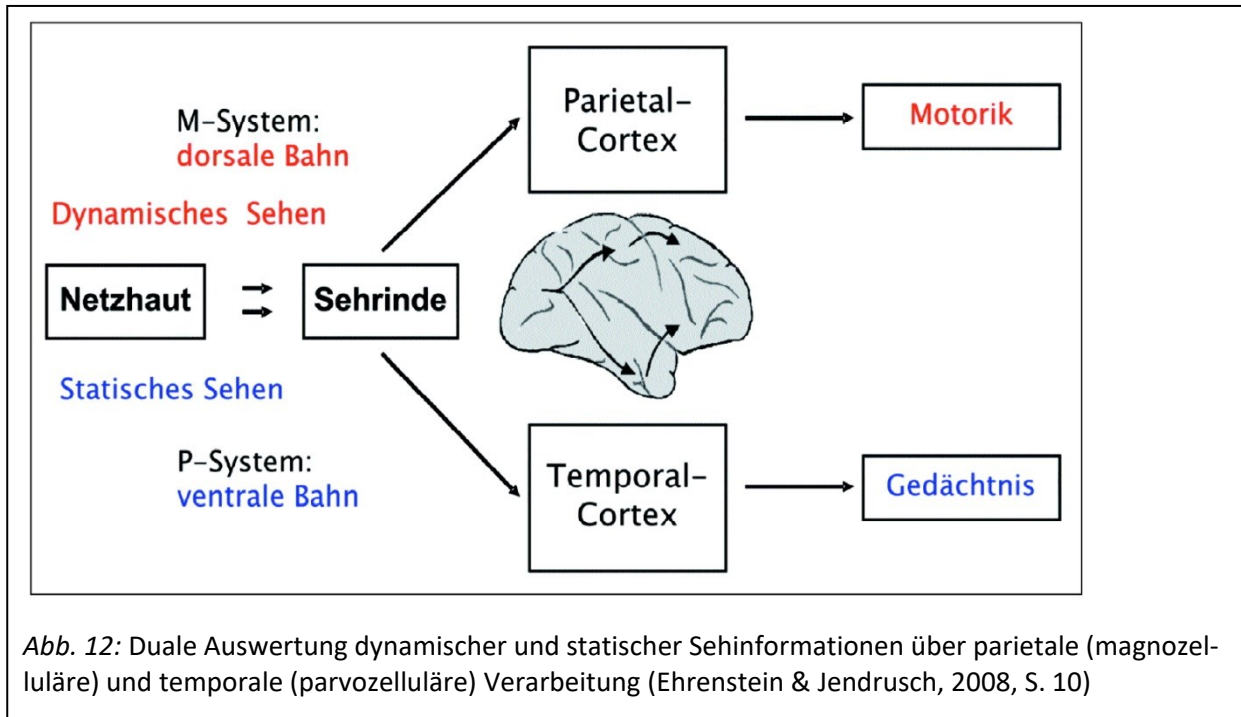 M-System:
dorsale Bahn
Dynamisches Sehen
Netzhaut
Sehrinde
Statisches Sehen
P-System:
ventrale Bahn
Parietal-
Cortex
Motorik
Temporal-
Cortex
Gedächtnis
Abb. 12: Duale Auswertung dynamischer und statischer Sehinformationen über parietale (magnozel-
luläre) und temporale (parvozelluläre) Verarbeitung (Ehrenstein & Jendrusch, 2008, S. 10)